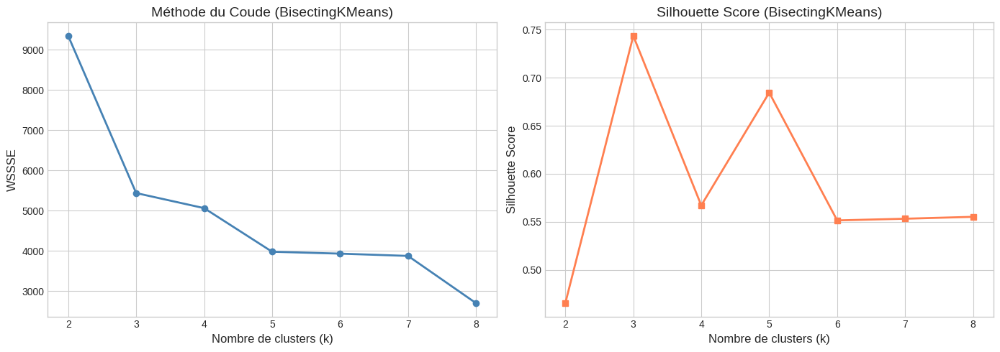 Méthode du Coude (BisectingKMeans)
WSSSE
9000
8000
7000
6000
5000
4000
3000
2 3 4 5 6 7 8
Nombre de clusters (k)
Silhouette Score (BisectingKMeans)
Silhouette Score
0.75
0.70
0.65
0.60
0.55
0.50
2 3 4 5 6 7 8
Nombre de clusters (k)